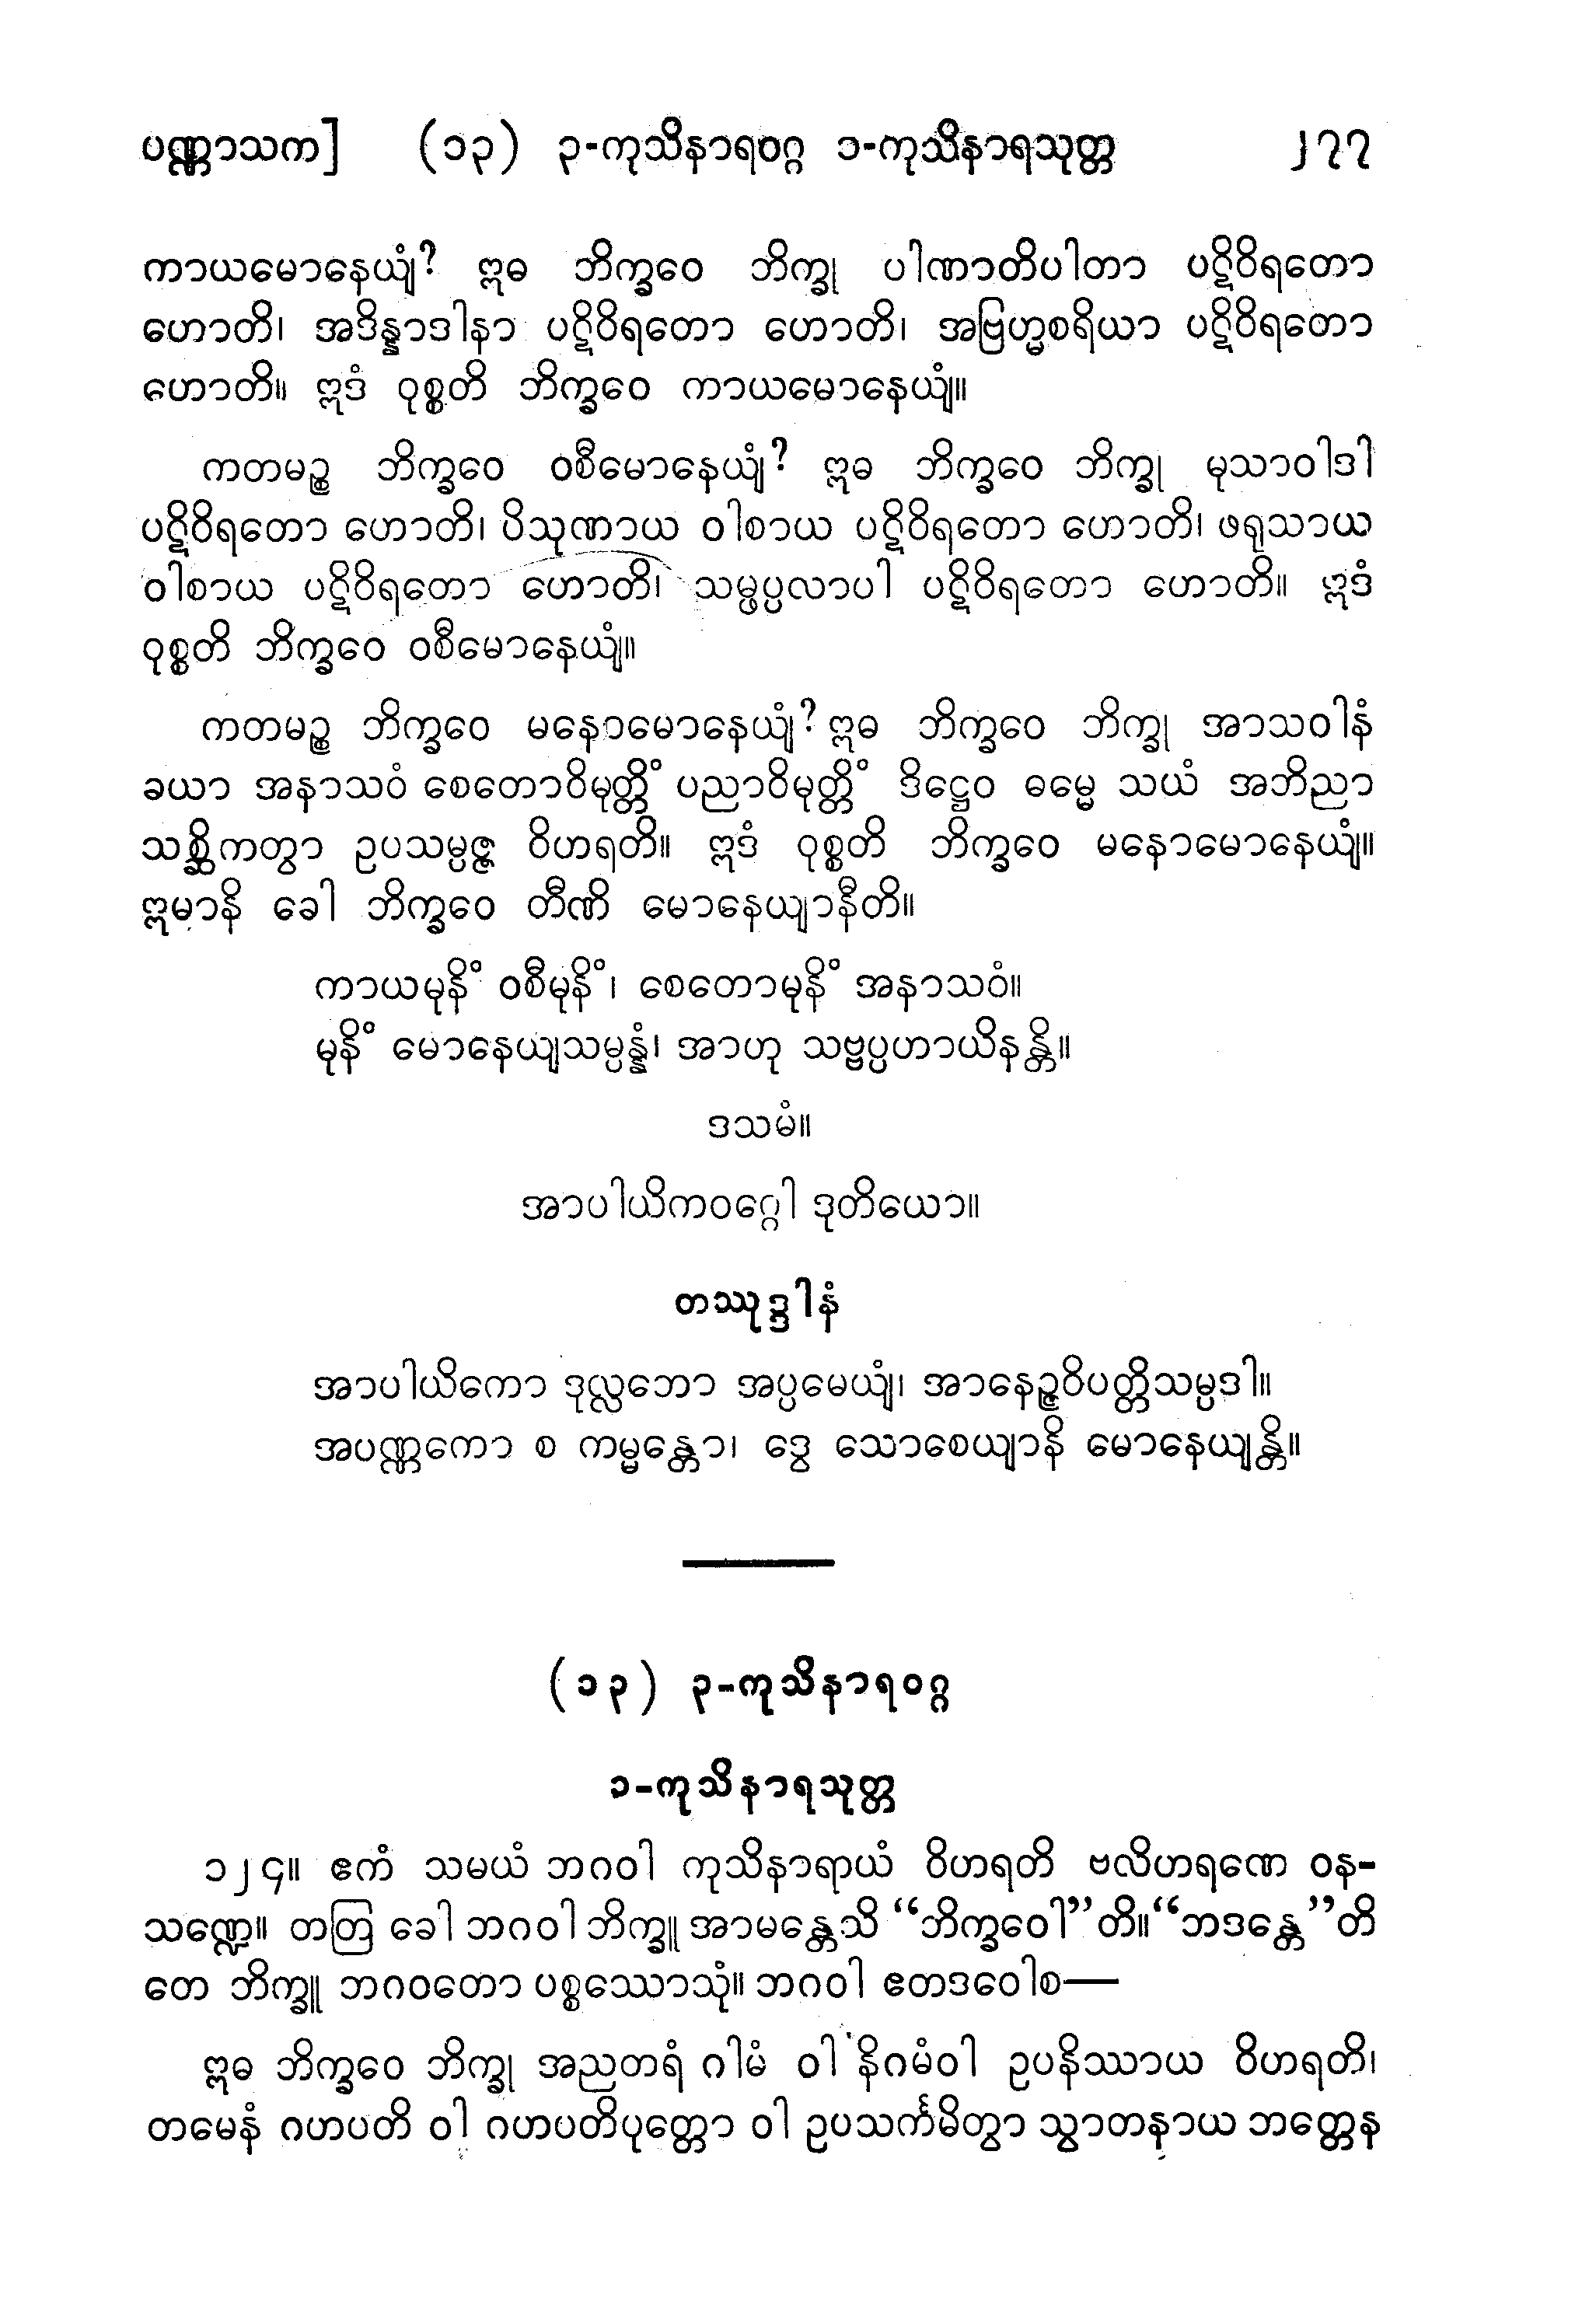 ပဏ္ဏာသက] (၁၃) ၃-ကုသိနာရဝဂ္ဂ ၁-ကုသိနာရသုတ္တ ၂၇၇
ကာယမောနေယျံ? ဣဓ ဘိက္ခဝေ ဘိက္ခု ပါဏာတိပါတာ ပဋိဝိရတော
ဟောတိ၊ အဒိန္နာဒါနာ ပဋိဝိရတော ဟောတိ၊ အဗြဟ္မစရိယာ ပဋိဝိရတော
ဟောတိ။ ဣဒံ ဝုစ္စတိ ဘိက္ခဝေ ကာယမောနေယျံ။
ကတမဉ္စ ဘိက္ခဝေ ဝစီမောနေယျံ? ဣဓ ဘိက္ခဝေ ဘိက္ခု မုသာဝါဒါ
ပဋိဝိရတော ဟောတိ၊ ပိသုဏာယ ဝါစာယ ပဋိဝိရတော ဟောတိ၊ ဖရုသာယ
ဝါစာယ ပဋိဝိရတော ဟောတိ၊ သမ္ဖပ္ပလာပါ ပဋိဝိရတော ဟောတိ။ ဣဒံ
ဝုစ္စတိ ဘိက္ခဝေ ဝစီမောနေယျံ။
ကတမဉ္စ ဘိက္ခဝေ မနောမောနေယျံ? ဣဓ ဘိက္ခဝေ ဘိက္ခု အာသဝါနံ
ခယာ အနာသဝံ စေတောဝိမုတ္တိံ ပညာဝိမုတ္တိံ ဒိဋ္ဌေဝ ဓမ္မေ သယံ အဘိညာ
သစ္ဆိကတွာ ဥပသမ္ပဇ္ဇ ဝိဟရတိ။ ဣဒံ ဝုစ္စတိ ဘိက္ခဝေ မနောမောနေယျံ။
ဣမာနိ ခေါ ဘိက္ခဝေ တီဏိ မောနေယျာနီတိ။
ကာယမုနိံ ဝစီမုနိံ၊ စေတောမုနိံ အနာသဝံ။
မုနိံ မောနေယျသမ္ပန္နံ၊ အာဟု သဗ္ဗပ္ပဟာယိနန္တိ။
ဒသမံ။
အာပါယိကဝဂ္ဂေါ ဒုတိယော။
တဿုဒ္ဒါနံ
အာပါယိကော ဒုလ္လဘော အပ္ပမေယျံ၊ အာနေဉ္ဇဝိပတ္တိသမ္ပဒါ။
အပဏ္ဏကော စ ကမ္မန္တော၊ ဒွေ သောစေယျာနိ မောနေယျန္တိ။
(၁၃) ၃-ကုသိနာရဝဂ္ဂ
၁-ကုသိနာရသုတ္တ
၁၂၄။ ဧကံ သမယံ ဘဂဝါ ကုသိနာရာယံ ဝိဟရတိ ဗလိဟရဏေ ဝန-
သဏ္ဍေ။ တတြ ခေါ ဘဂဝါ ဘိက္ခူ အာမန္တေသိ “ဘိက္ခဝေါ”တိ။ “ဘဒန္တေ”တိ
တေ ဘိက္ခူ ဘဂဝတော ပစ္စဿောသုံ။ ဘဂဝါ ဧတဒဝေါစ—
ဣဓ ဘိက္ခဝေ ဘိက္ခု အညတရံ ဂါမံ ဝါ နိဂမံဝါ ဥပနိဿာယ ဝိဟရတိ၊
တမေနံ ဂဟပတိ ဝါ ဂဟပတိပုတ္တော ဝါ ဥပသင်္ကမိတွာ သွာတနာယ ဘတ္တေန